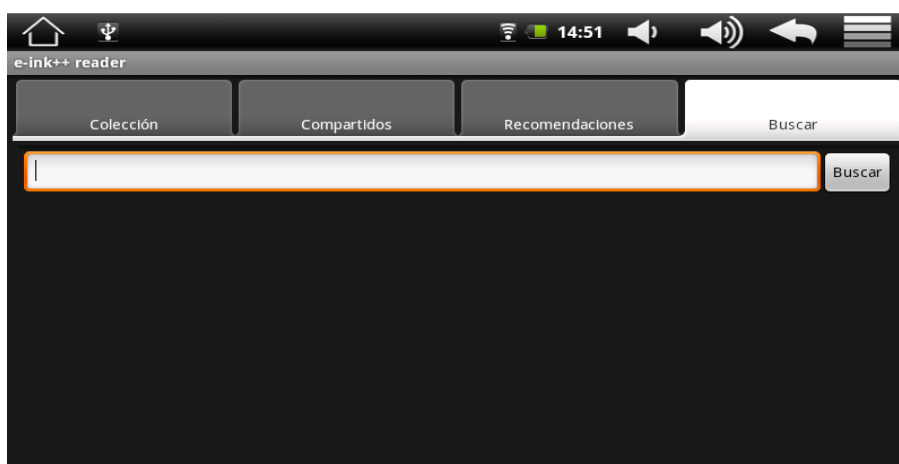 14:51
e-ink++ reader
Colección Compartidos Recomendaciones Buscar
Buscar